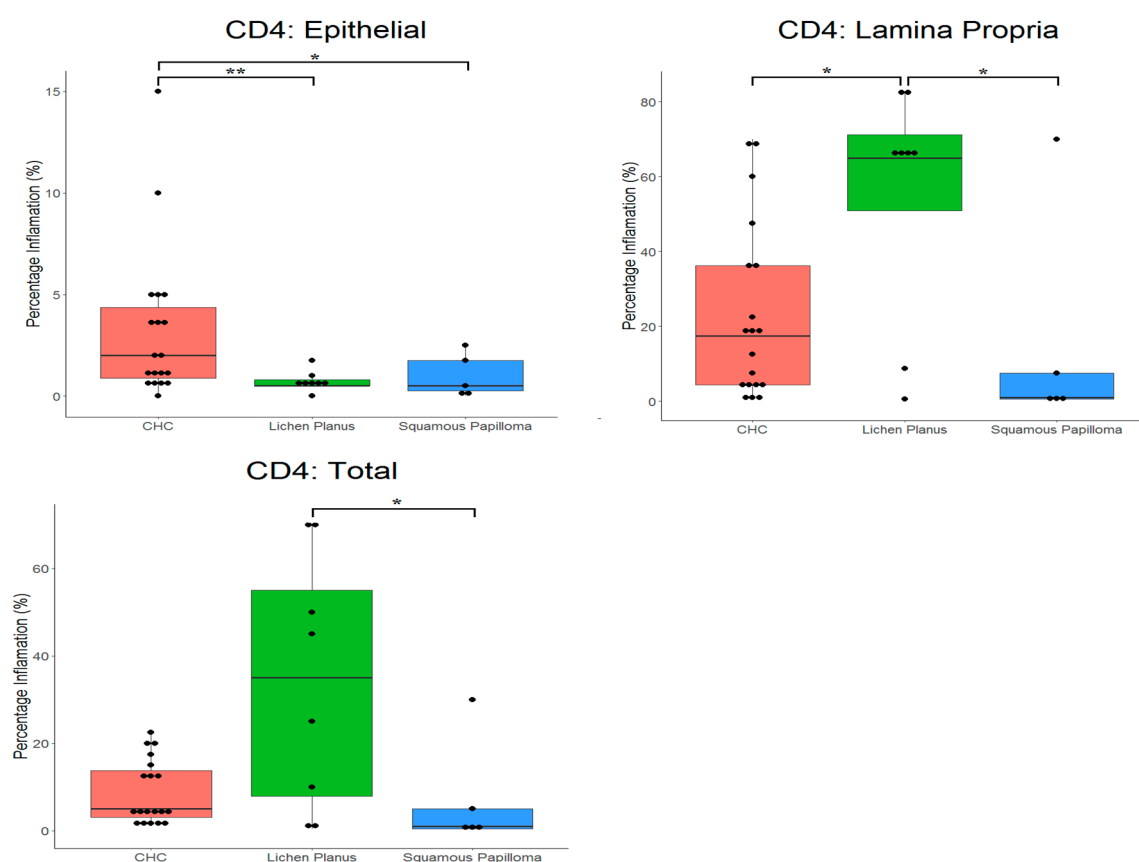 CD4: Epithelial
*
**
15
10
5
0
Percentage Inflamation (%)
CHC Lichen Planus Squamous Papilloma
CD4: Lamina Propria
* *
80
60
40
20
0
Percentage Inflamation (%)
CHC Lichen Planus Squamous Papilloma
CD4: Total
*
60
40
20
0
Percentage Inflamation (%)
CHC Lichen Planus Squamous Papilloma